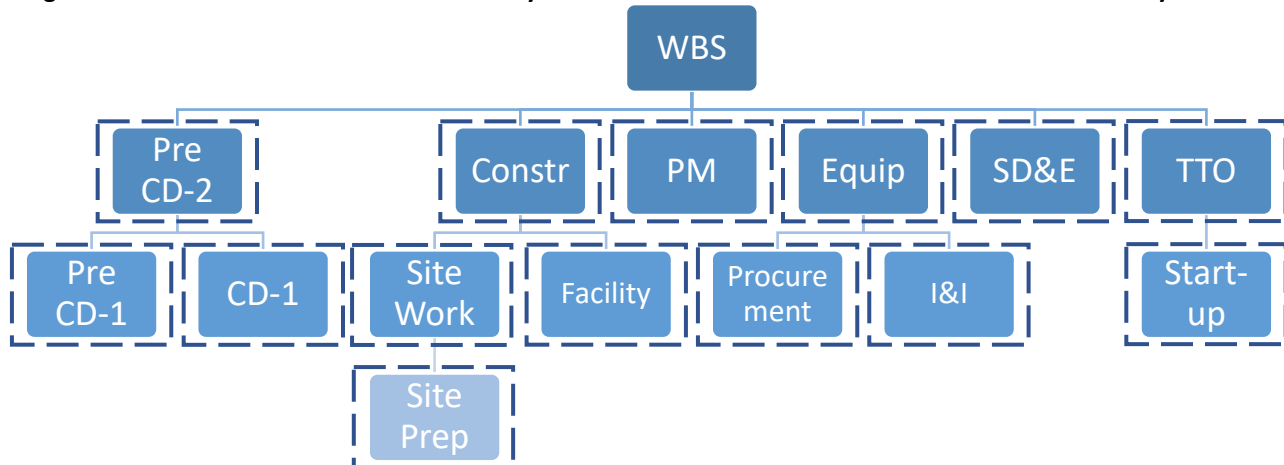 WBS
Pre
CD-2
Constr
PM
Equip
SD&E
TTO
Pre
CD-1
CD-1
Site
Work
Facility
Procure
ment
I&I
Start-
up
Site
Prep